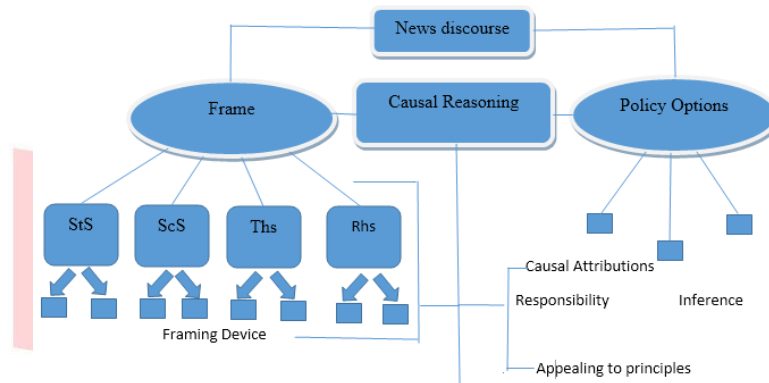 News discourse
Frame
Causal Reasoning
Policy Options
StS
ScS
Ths
Rhs
Causal Attributions
Responsibility
Inference
Framing Device
Appealing to principles